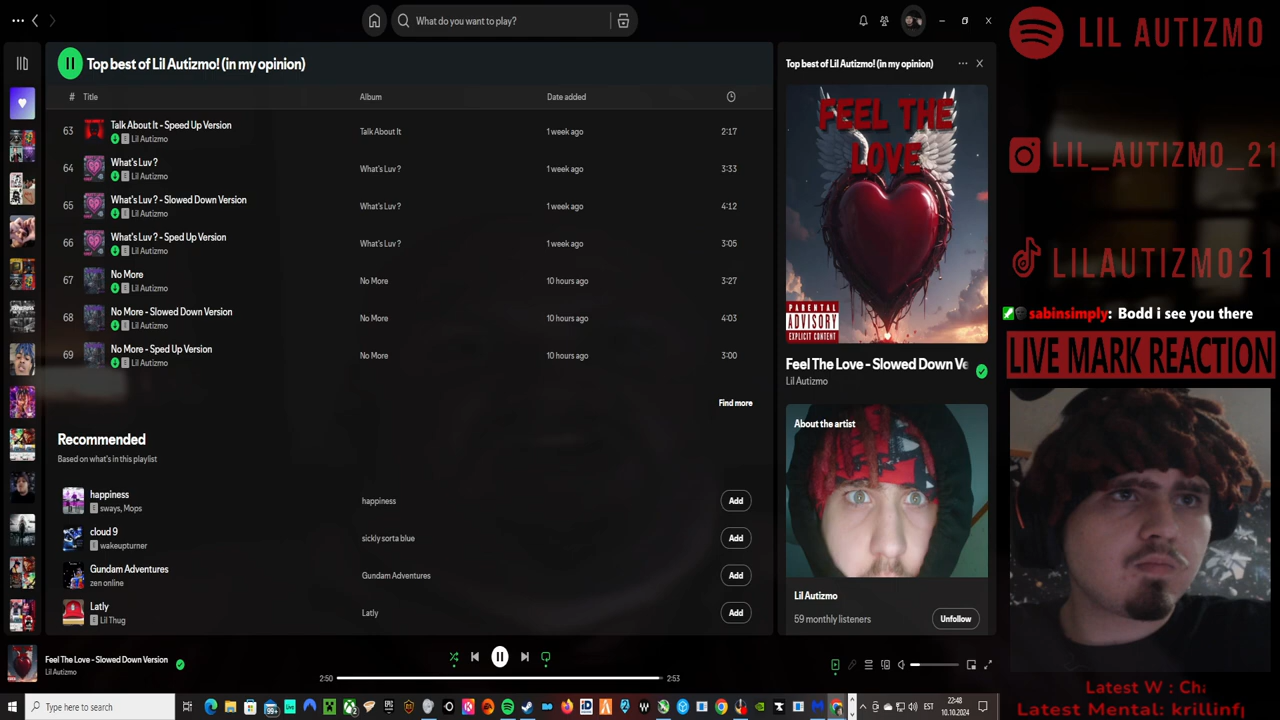 What do you want to play?
Top best of Lil Autizmo! (in my opinion)
# Title Album Date added
63 Talk About It - Speed Up Version Talk About It 1 week ago 2:17
E Lil Autizmo
64 What's Luv ? What's Luv ? 1 week ago 3:33
E Lil Autizmo
65 What's Luv ? - Slowed Down Version What's Luv ? 1 week ago 4:12
E Lil Autizmo
66 What's Luv ? - Sped Up Version What's Luv ? 1 week ago 3:05
E Lil Autizmo
67 No More No More 10 hours ago 3:27
E Lil Autizmo
68 No More - Slowed Down Version No More 10 hours ago 4:03
E Lil Autizmo
69 No More - Sped Up Version No More 10 hours ago 3:00
E Lil Autizmo
Find more
Recommended
Based on what's in this playlist
happiness happiness Add
E sways, Mops
cloud 9 sickly sorta blue Add
E wakeupturner
Gundam Adventures Gundam Adventures Add
zen online
Latly Latly Add
E Lil Thug
Top best of Lil Autizmo! (in my opinion)
FEEL THE
LOVE
PARENTAL
ADVISORY
EXPLICIT CONTENT
Feel The Love - Slowed Down Ve
Lil Autizmo
About the artist
Lil Autizmo
59 monthly listeners Unfollow
Feel The Love - Slowed Down Version
Lil Autizmo
2:50 2:53
LIL AUTIZMO
LIL_AUTIZMO_21
LILAUTIZMO21
sabinsimply: Bodd i see you there
LIVE MARK REACTION
Latest W : Cha
Latest Mental: krillinf
Type here to search
99+
EST
22:48
10.10.2024